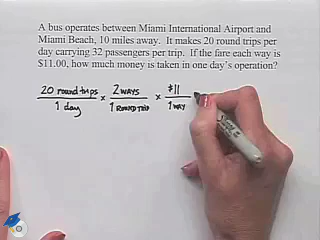 A bus operates between Miami International Airport and
Miami Beach, 10 miles away. It makes 20 round trips per
day carrying 32 passengers per trip. If the fare each way is
$11.00, how much money is taken in one day's operation?
20 round trips × 2 WAYS × $11
1 day 1 ROUND TRIP 1 WAY